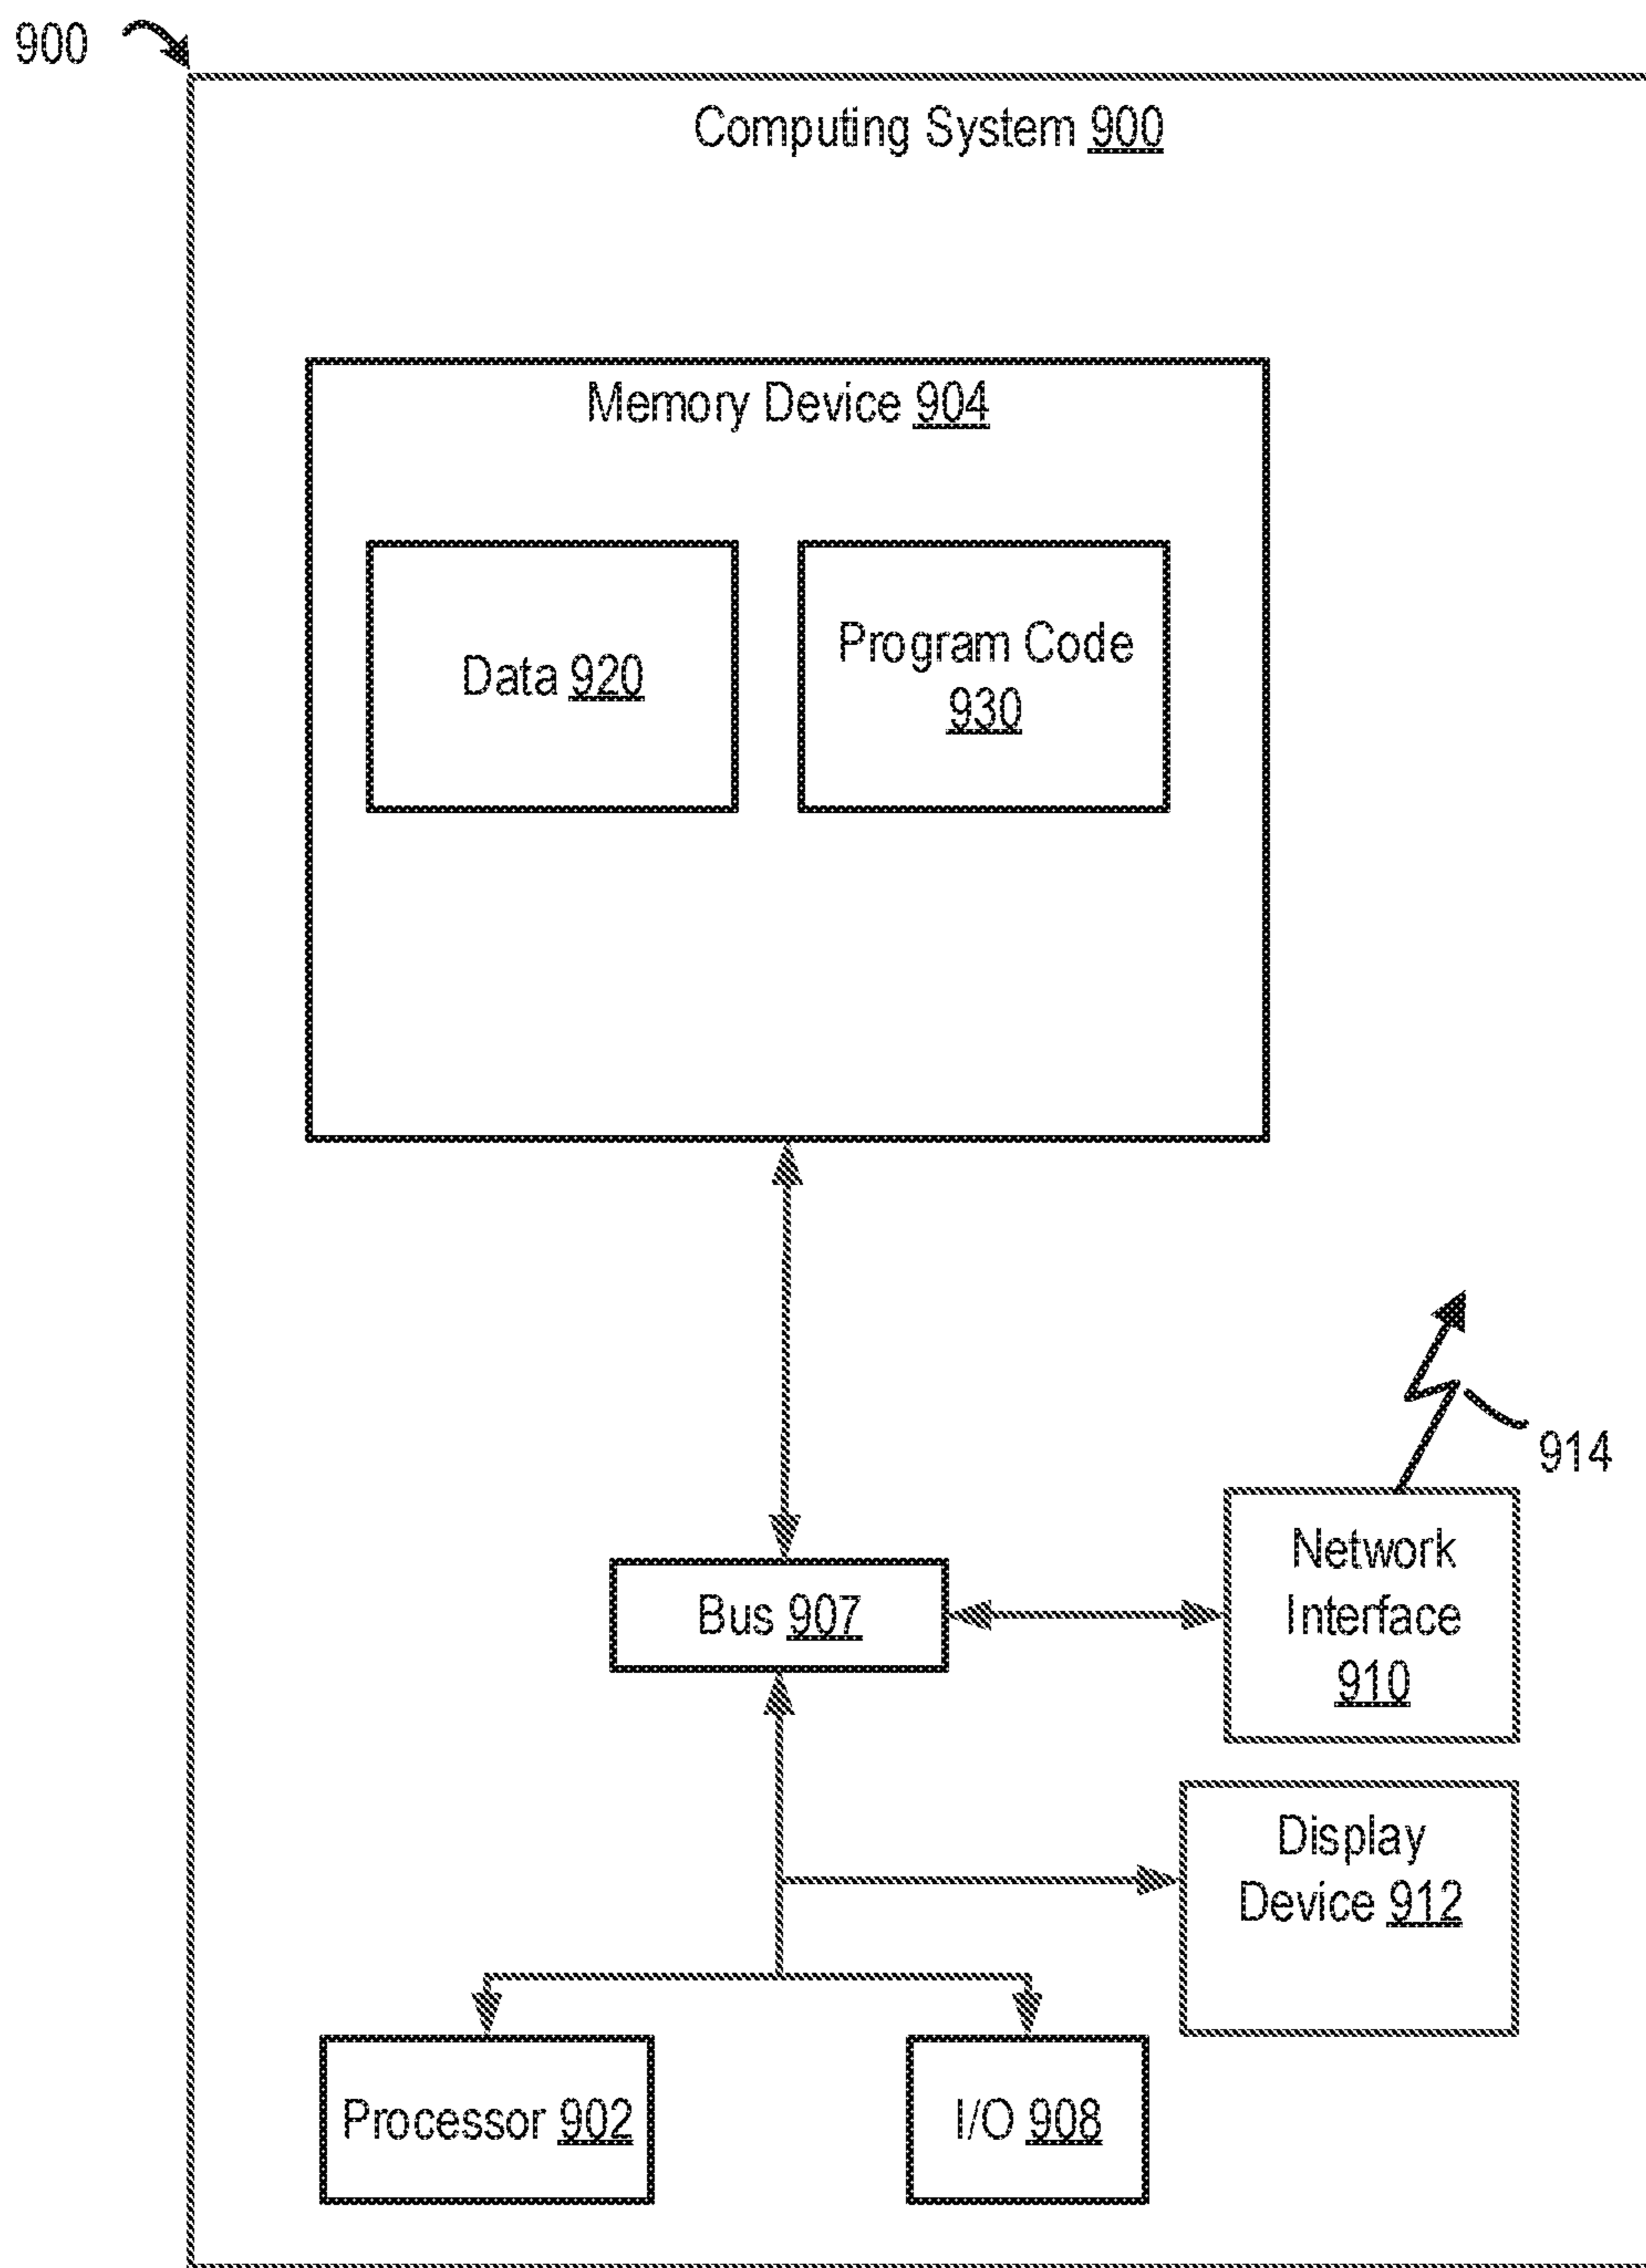 900
Computing System 900
Memory Device 904
Data 920
Program Code
930
914
Network
Interface
910
Bus 907
Display
Device 912
Processor 902
I/O 908